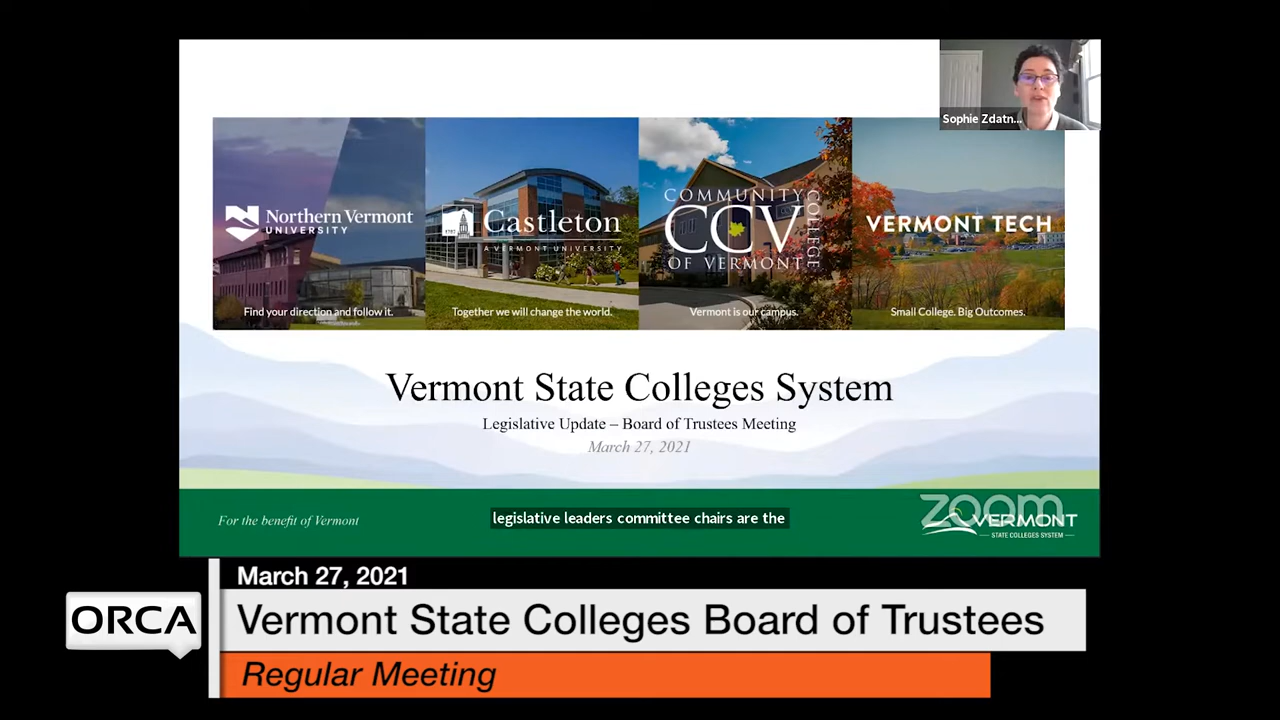 Sophie Zdatn...
Northern Vermont
UNIVERSITY
Find your direction and follow it.
Castleton
A VERMONT UNIVERSITY
Together we will change the world.
COMMUNITY
CCV
COLLEGE
OF VERMONT
Vermont is our campus.
VERMONT TECH
Small College. Big Outcomes.
Vermont State Colleges System
Legislative Update – Board of Trustees Meeting
March 27, 2021
For the benefit of Vermont
legislative leaders committee chairs are the
zoom
VERMONT
STATE COLLEGES SYSTEM
March 27, 2021
ORCA
Vermont State Colleges Board of Trustees
Regular Meeting